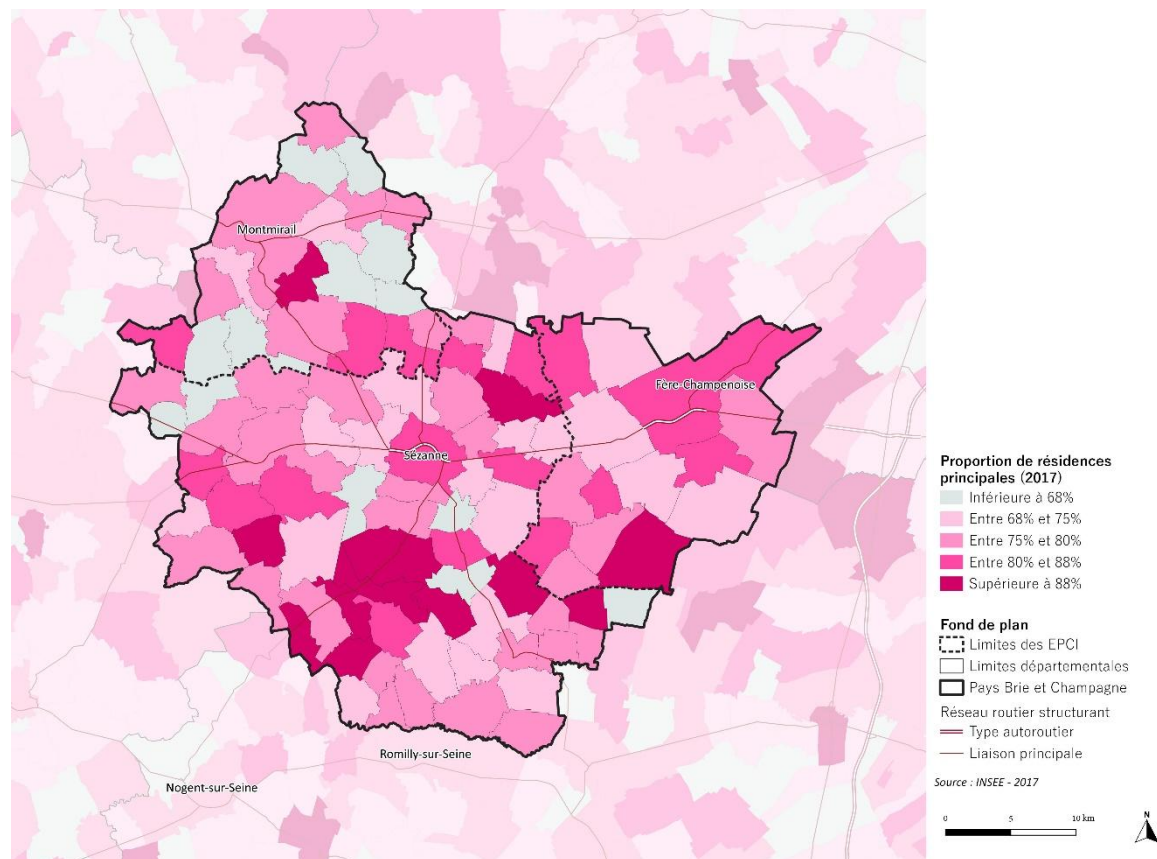 Montmirail
Fère-Champenoise
Sézanne
Romilly-sur-Seine
Nogent-sur-Seine
Proportion de résidences
principales (2017)
Inférieure à 68%
Entre 68% et 75%
Entre 75% et 80%
Entre 80% et 88%
Supérieure à 88%
Fond de plan
Limites des EPCI
Limites départementales
Pays Brie et Champagne
Réseau routier structurant
Type autoroutier
Liaison principale
Source : INSEE - 2017
0 5 10 km
N